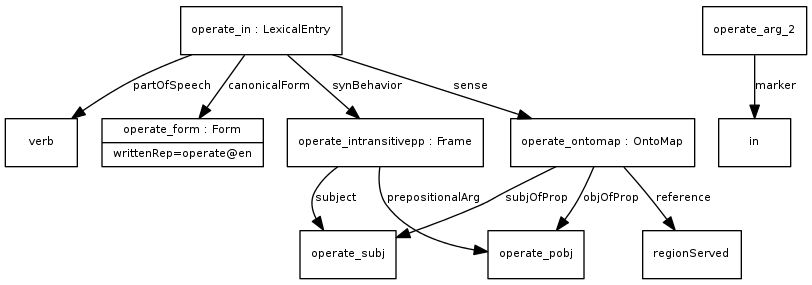 operate_in : LexicalEntry
operate_arg_2
partOfSpeech
canonicalForm
synBehavior
sense
marker
verb
operate_form : Form
writtenRep=operate@en
operate_intransitivepp : Frame
operate_ontomap : OntoMap
in
subject
prepositionalArg
subjOfProp
objOfProp
reference
operate_subj
operate_pobj
regionServed